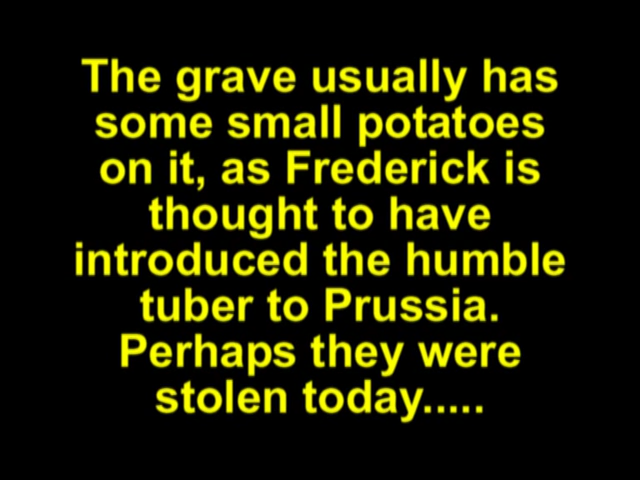 The grave usually has
some small potatoes
on it, as Frederick is
thought to have
introduced the humble
tuber to Prussia.
Perhaps they were
stolen today.....